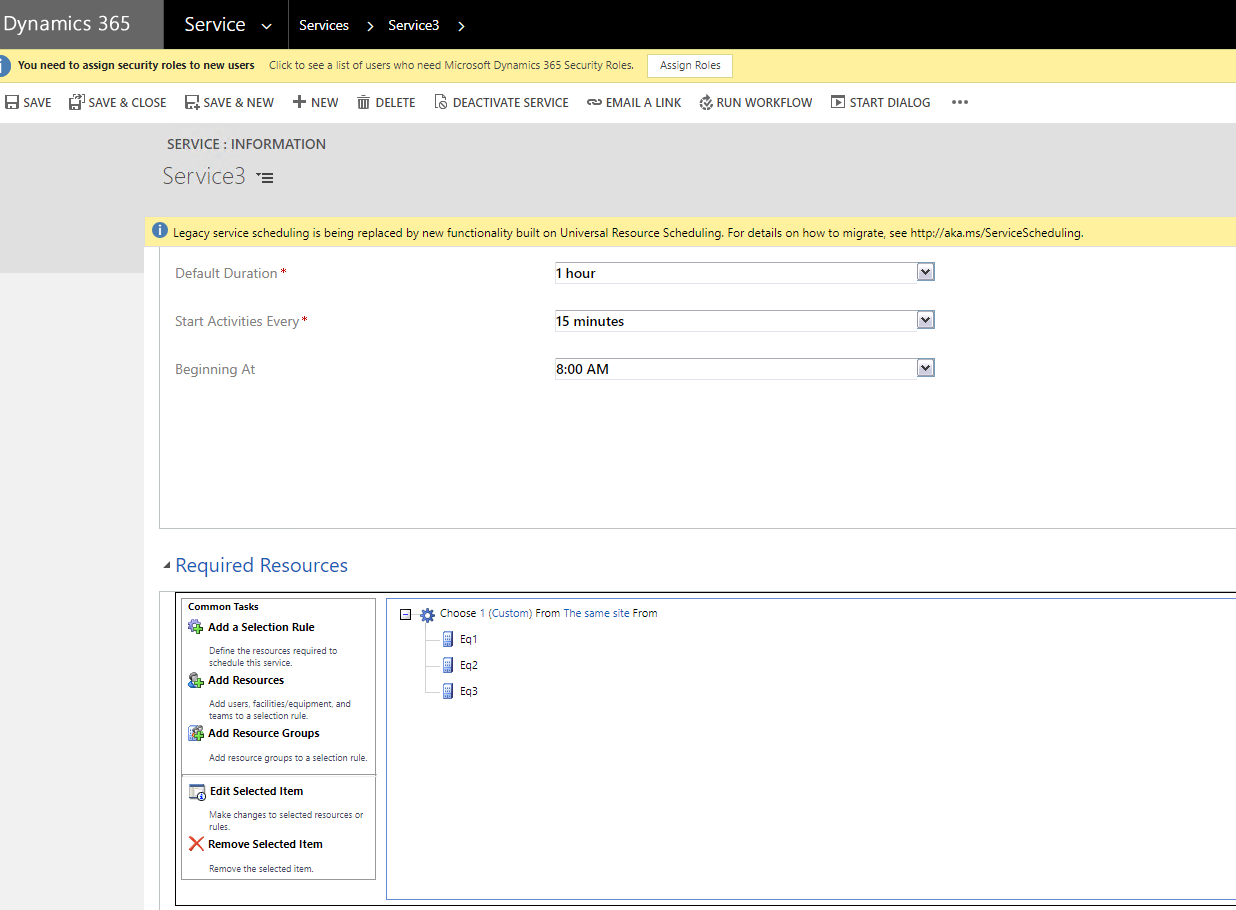 Dynamics 365 Service Services Service3
You need to assign security roles to new users Click to see a list of users who need Microsoft Dynamics 365 Security Roles. Assign Roles
SAVE SAVE & CLOSE SAVE & NEW NEW DELETE DEACTIVATE SERVICE EMAIL A LINK RUN WORKFLOW START DIALOG •••
SERVICE : INFORMATION
Service3
Legacy service scheduling is being replaced by new functionality built on Universal Resource Scheduling. For details on how to migrate, see http://aka.ms/ServiceScheduling.
Default Duration * 1 hour
Start Activities Every * 15 minutes
Beginning At 8:00 AM
Required Resources
Common Tasks
Add a Selection Rule
Define the resources required to
schedule this service.
Add Resources
Add users, facilities/equipment, and
teams to a selection rule.
Add Resource Groups
Add resource groups to a selection rule.
Edit Selected Item
Make changes to selected resources or
rules.
Remove Selected Item
Remove the selected item.
Choose 1 (Custom) From The same site From
Eq1
Eq2
Eq3